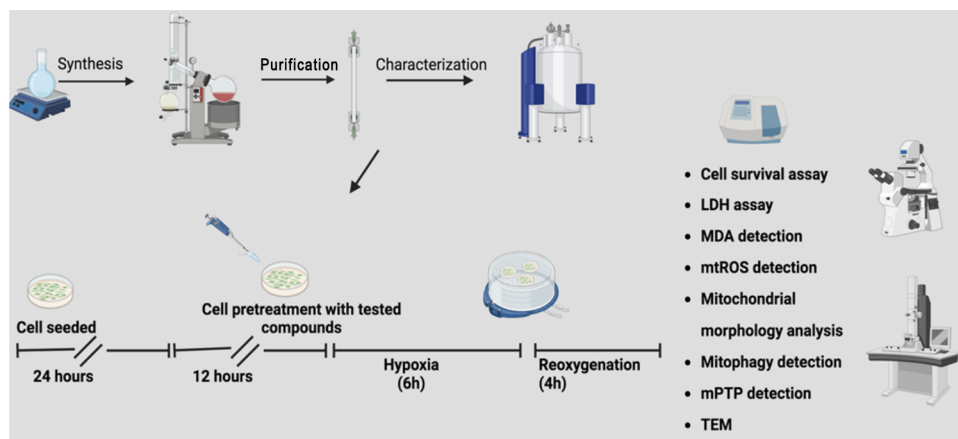 Synthesis
Purification
Characterization
Cell survival assay
LDH assay
MDA detection
mtROS detection
Mitochondrial
morphology analysis
Mitophagy detection
mPTP detection
TEM
Cell seeded
Cell pretreatment with tested
compounds
24 hours
12 hours
Hypoxia
(6h)
Reoxygenation
(4h)